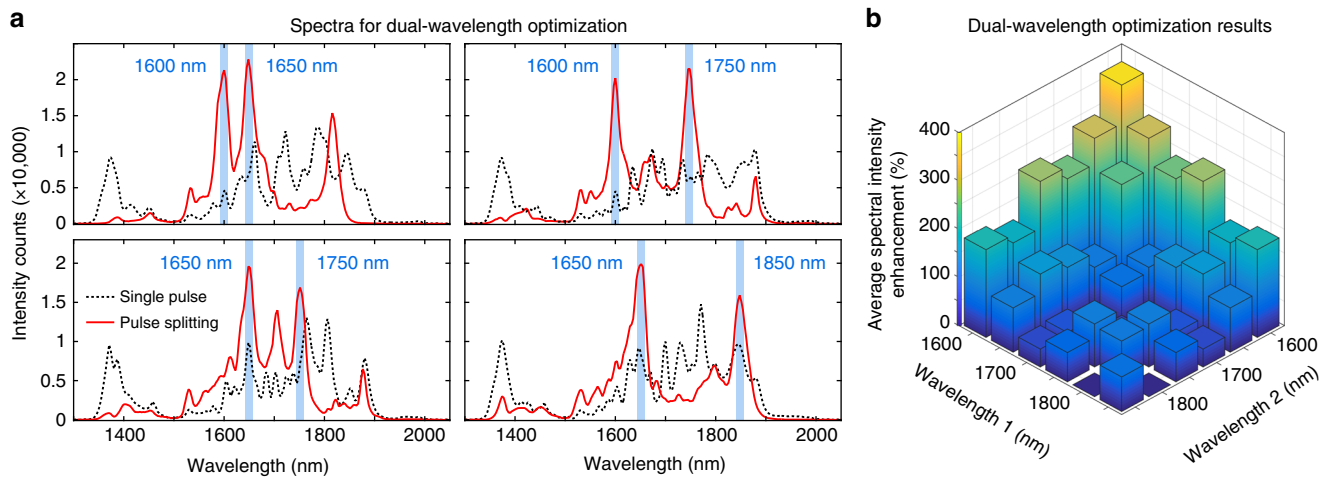 a
Spectra for dual-wavelength optimization
Intensity counts (×10,000)
2
1.5
1
0.5
0
1600 nm
1650 nm
1600 nm
1750 nm
2
1.5
1
0.5
0
1650 nm
1750 nm
Single pulse
Pulse splitting
1650 nm
1850 nm
1400 1600 1800 2000
1400 1600 1800 2000
Wavelength (nm)
Wavelength (nm)
b
Dual-wavelength optimization results
Average spectral intensity
enhancement (%)
400
300
200
100
0
1600
1700
1800
Wavelength 1 (nm)
1600
1700
1800
Wavelength 2 (nm)